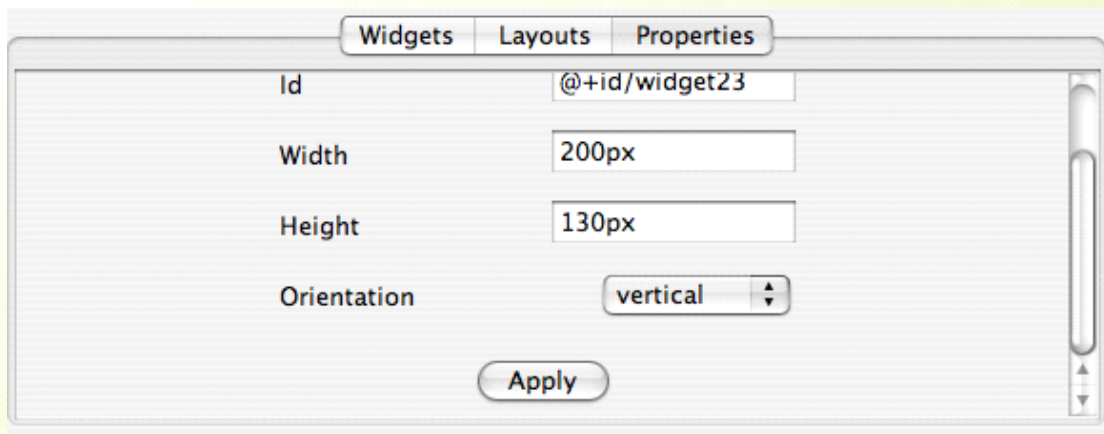 Widgets Layouts Properties
Id @+id/widget23
Width 200px
Height 130px
Orientation vertical
Apply